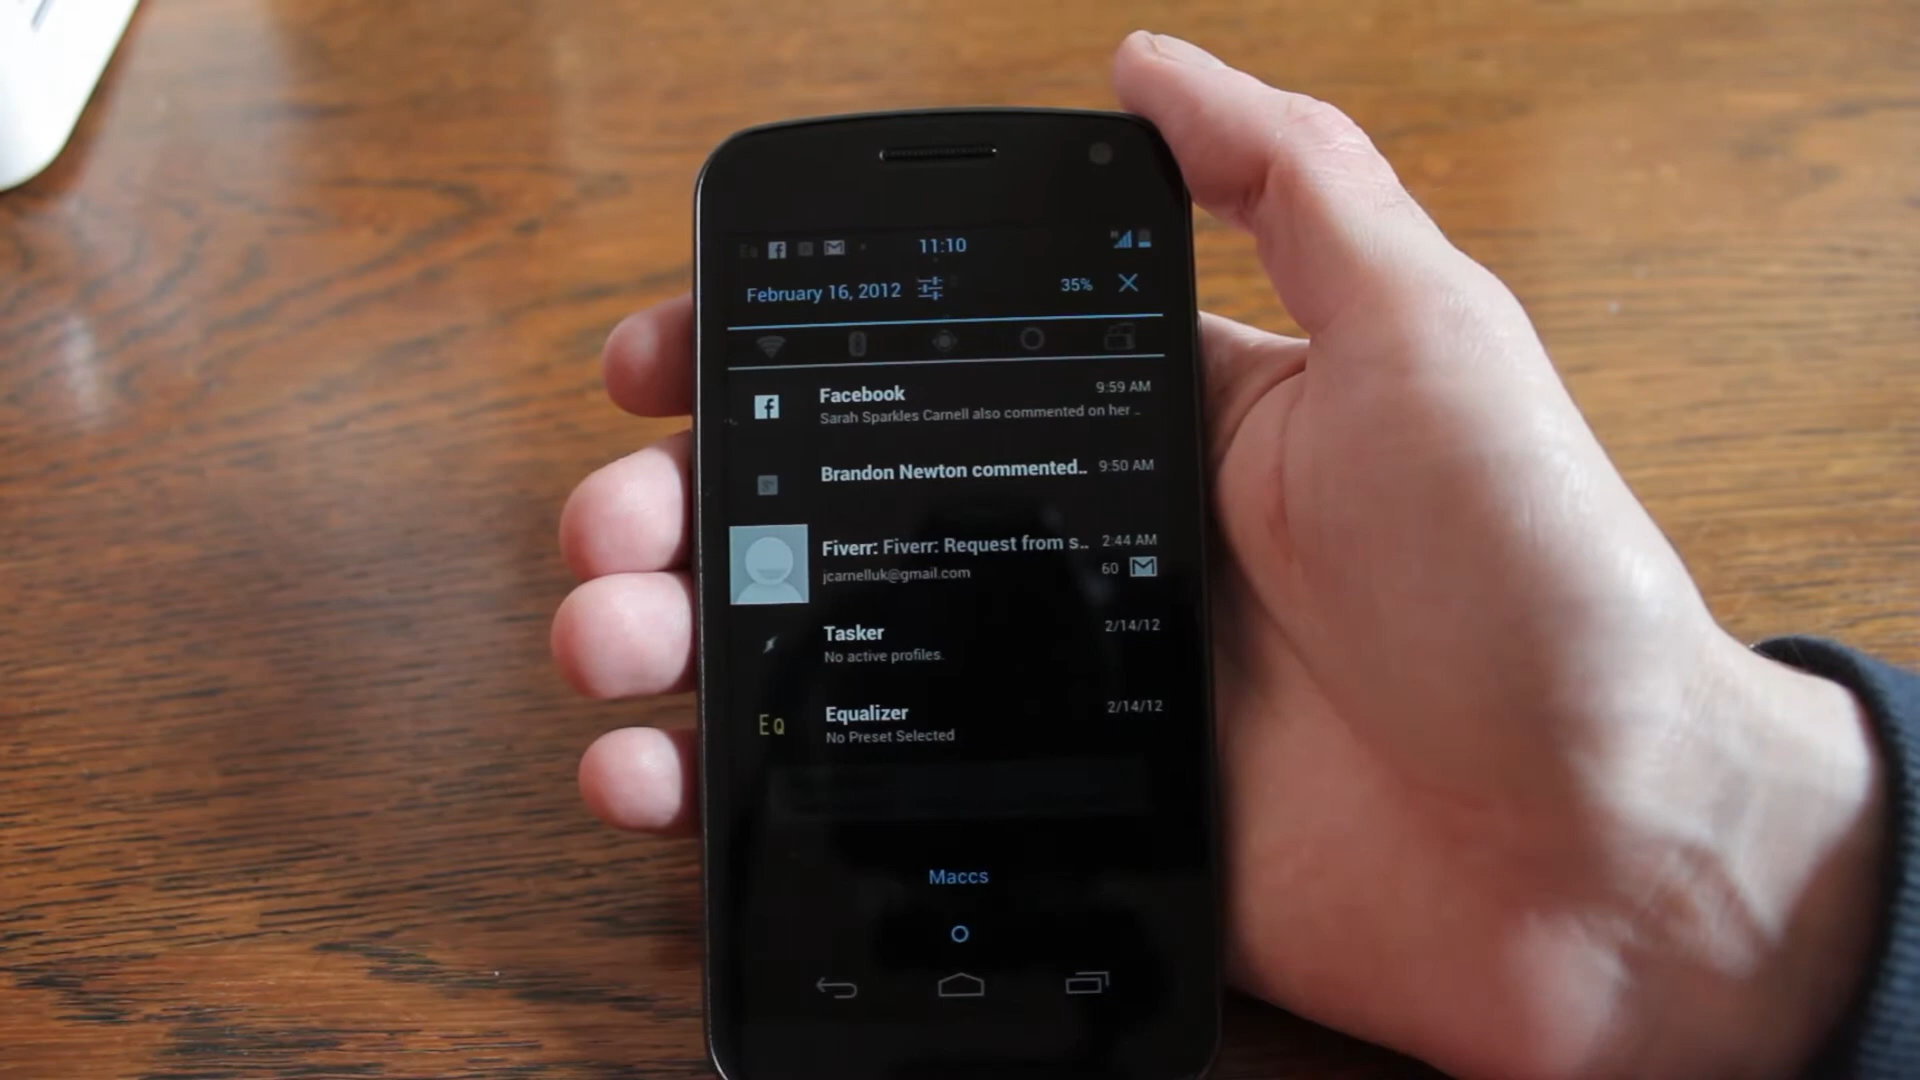 11:10
February 16, 2012 35%
Facebook 9:59 AM
Sarah Sparkles Carnell also commented on her ..
Brandon Newton commented.. 9:50 AM
Fiverr: Fiverr: Request from s.. 2:44 AM
jcarnelluk@gmail.com 60
Tasker 2/14/12
No active profiles.
Eq Equalizer 2/14/12
No Preset Selected
Maccs